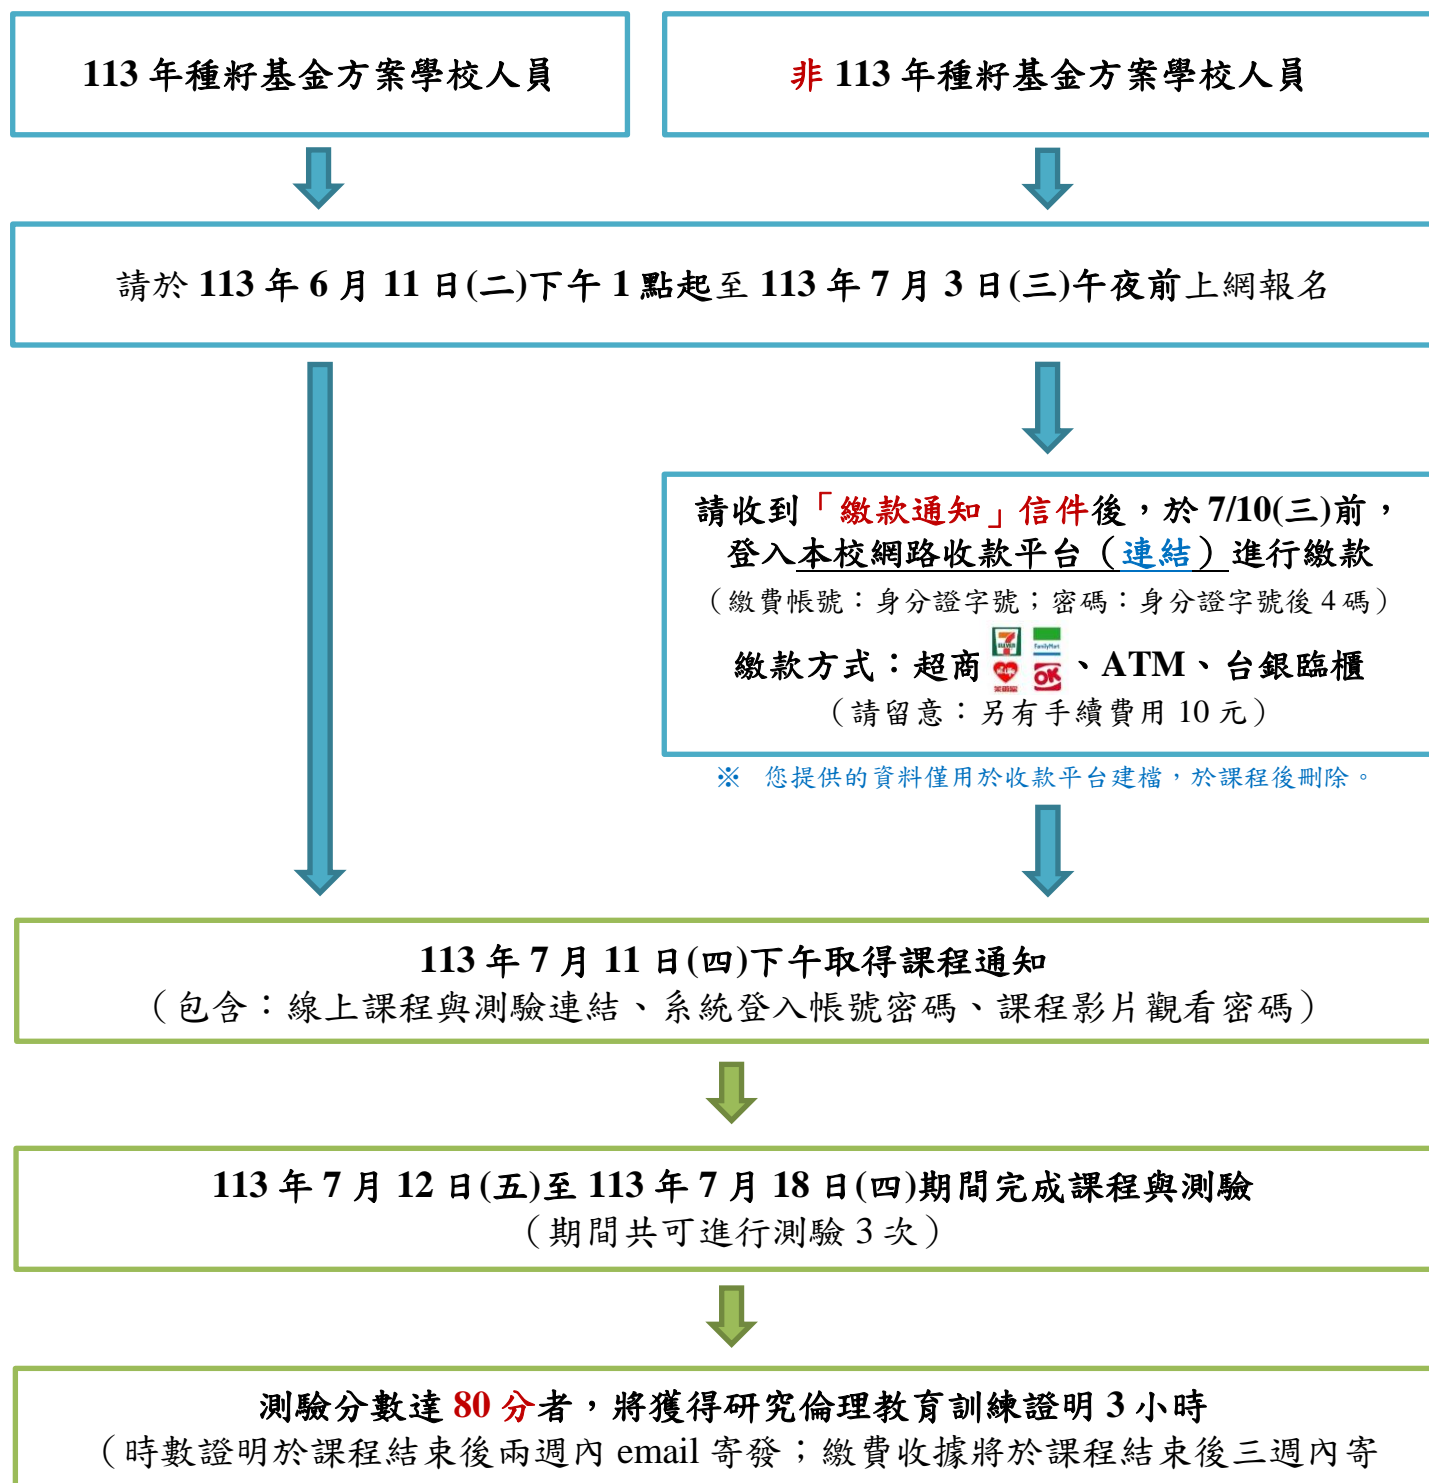 113 年種籽基金方案學校人員
非 113 年種籽基金方案學校人員
請於 113 年 6 月 11 日(二)下午 1 點起至 113 年 7 月 3 日(三)午夜前上網報名
請收到「繳款通知」信件後，於 7/10(三)前，
登入本校網路收款平台（連結）進行繳款
（繳費帳號：身分證字號；密碼：身分證字號後 4 碼）
繳款方式：超商 7 ELEVEN FamilyMart Hi-Life 萊爾富 OK 、ATM、台銀臨櫃
（請留意：另有手續費用 10 元）
※ 您提供的資料僅用於收款平台建檔，於課程後刪除。
113 年 7 月 11 日(四)下午取得課程通知
（包含：線上課程與測驗連結、系統登入帳號密碼、課程影片觀看密碼）
113 年 7 月 12 日(五)至 113 年 7 月 18 日(四)期間完成課程與測驗
（期間共可進行測驗 3 次）
測驗分數達 80 分者，將獲得研究倫理教育訓練證明 3 小時
（時數證明於課程結束後兩週內 email 寄發；繳費收據將於課程結束後三週內寄